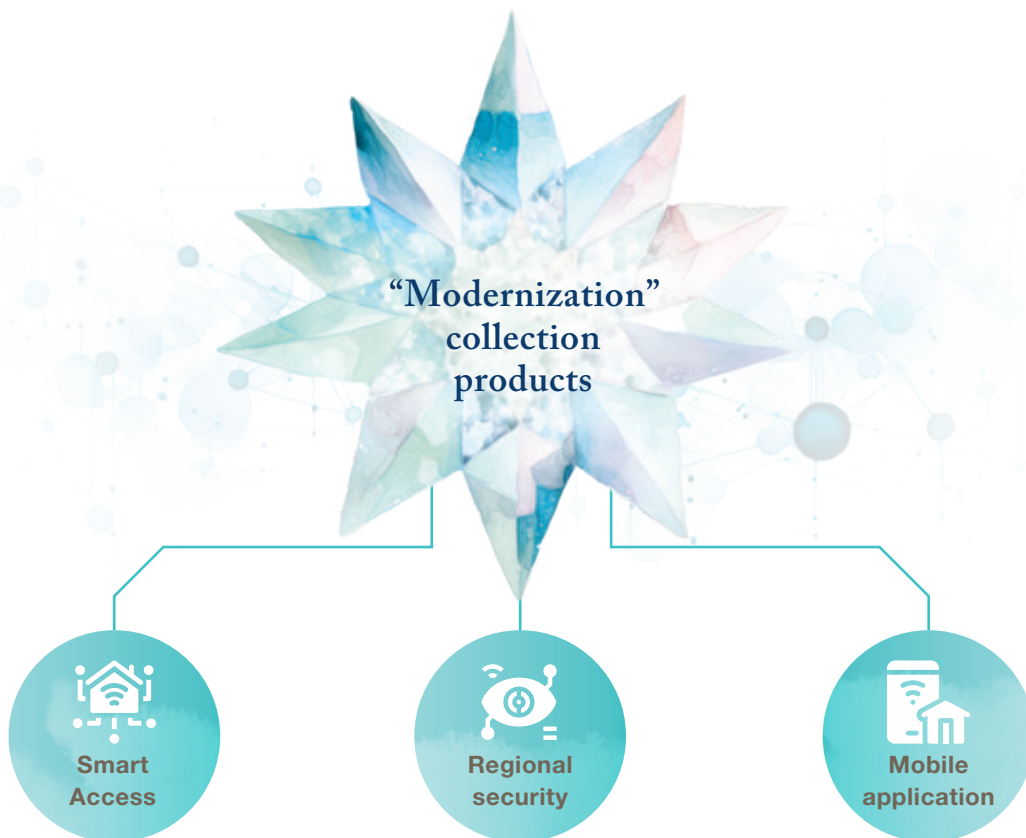 “Modernization”
collection
products
Smart
Access
Regional
security
Mobile
application